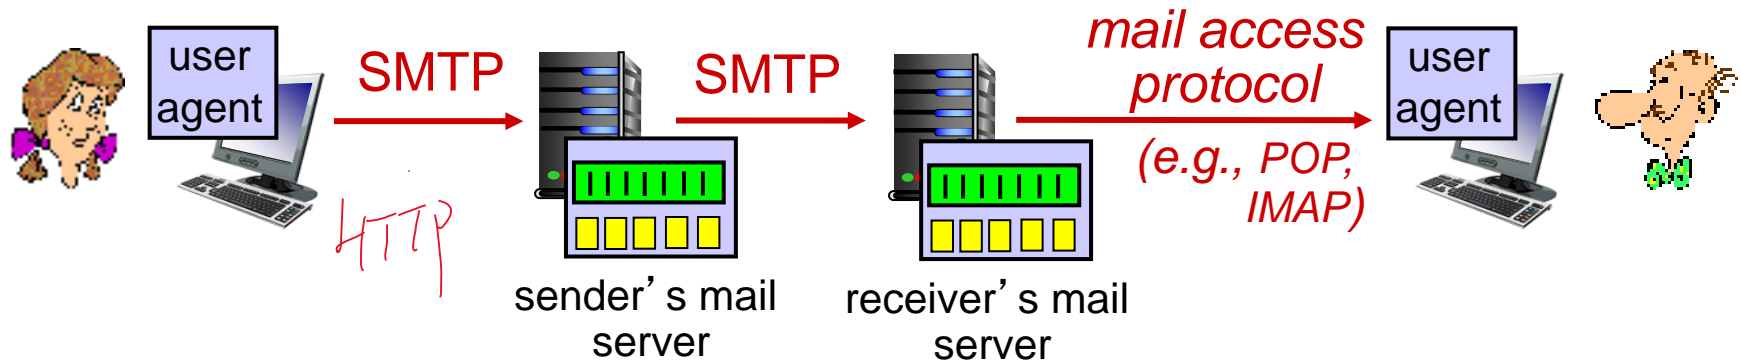 user
agent
SMTP
HTTP
sender’s mail
server
SMTP
receiver’s mail
server
mail access
protocol
(e.g., POP,
IMAP)
user
agent